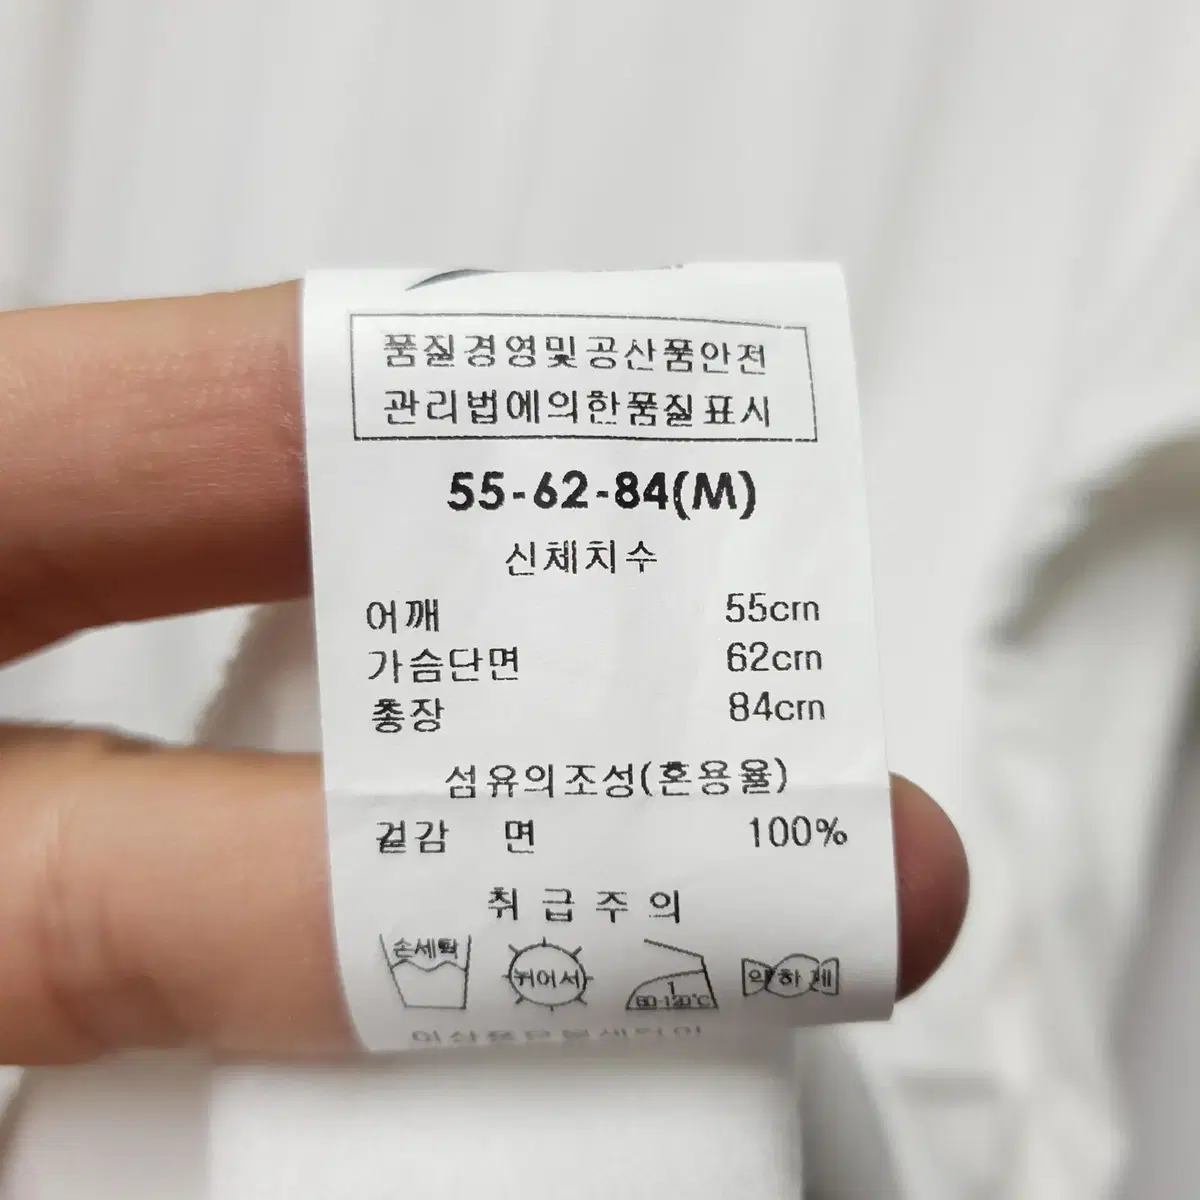 품질경영및공산품안전
관리법에의한품질표시
55-62-84(M)
신체치수
어깨 55cm
가슴단면 62cm
총장 84cm
섬유의조성(혼용율)
겉감 면 100%
취급주의
손세탁
뉘어서
1
80-120℃
약하게